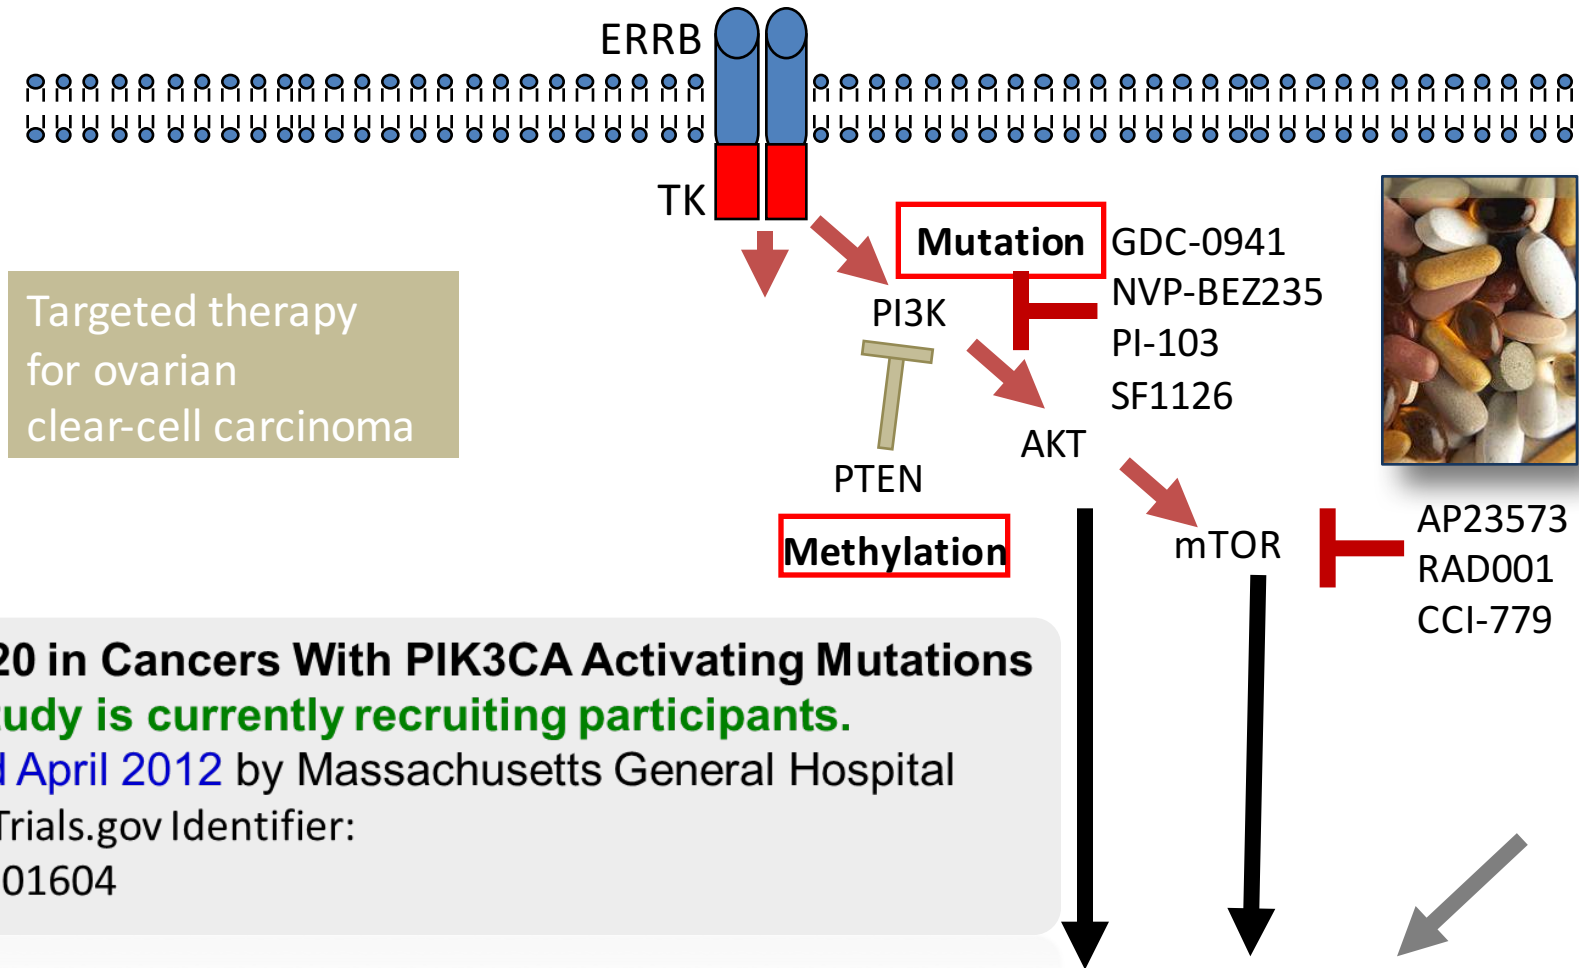 ERRB
TK
Mutation
GDC-0941
NVP-BEZ235
PI-103
SF1126
PI3K
Targeted therapy
for ovarian
clear-cell carcinoma
AKT
PTEN
Methylation
mTOR
AP23573
RAD001
CCI-779
20 in Cancers With PIK3CA Activating Mutations
tudy is currently recruiting participants.
d April 2012 by Massachusetts General Hospital
Trials.gov Identifier:
01604